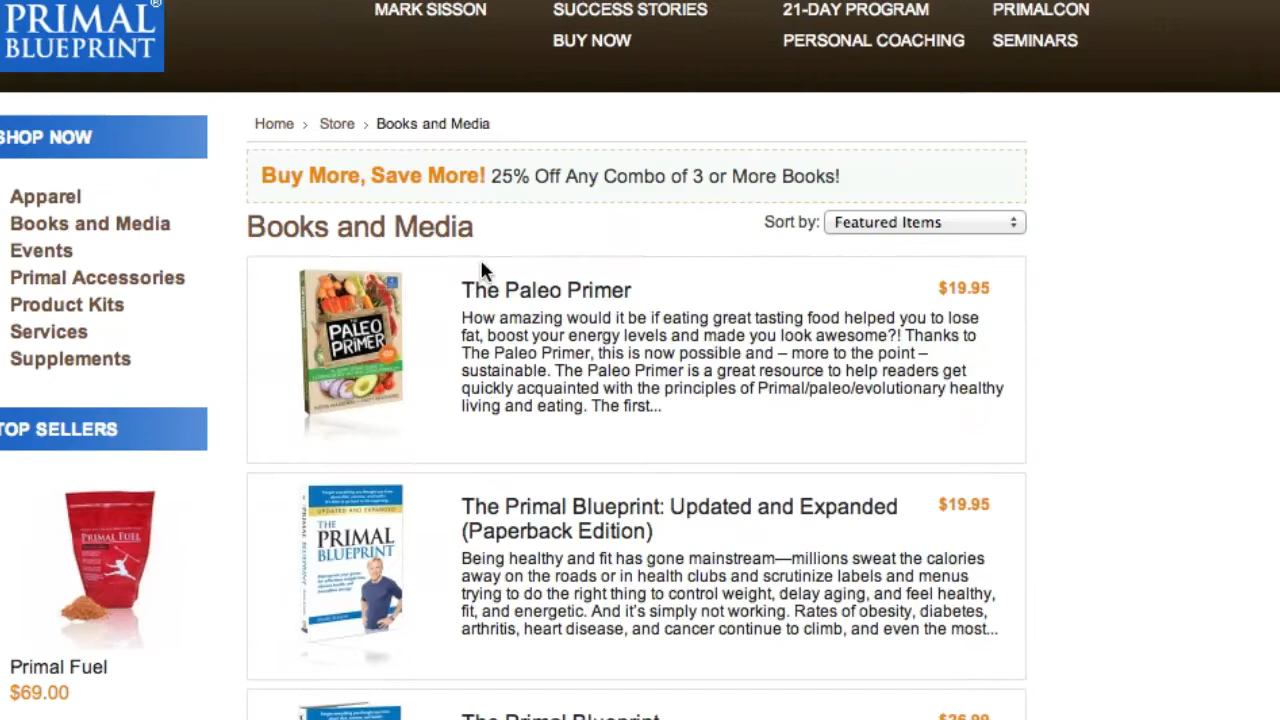 PRIMAL
BLUEPRINT
®
MARK SISSON
SUCCESS STORIES
21-DAY PROGRAM
PRIMALCON
BUY NOW
PERSONAL COACHING
SEMINARS
SHOP NOW
Apparel
Books and Media
Events
Primal Accessories
Product Kits
Services
Supplements
TOP SELLERS
PRIMAL FUEL
Primal Fuel
$69.00
Home › Store › Books and Media
Buy More, Save More! 25% Off Any Combo of 3 or More Books!
Books and Media
Sort by: Featured Items
PALEO
PRIMER
The Paleo Primer
$19.95
How amazing would it be if eating great tasting food helped you to lose
fat, boost your energy levels and made you look awesome?! Thanks to
The Paleo Primer, this is now possible and – more to the point –
sustainable. The Paleo Primer is a great resource to help readers get
quickly acquainted with the principles of Primal/paleo/evolutionary healthy
living and eating. The first...
UPDATED AND EXPANDED
THE
PRIMAL
BLUEPRINT
The Primal Blueprint: Updated and Expanded
(Paperback Edition)
$19.95
Being healthy and fit has gone mainstream—millions sweat the calories
away on the roads or in health clubs and scrutinize labels and menus
trying to do the right thing to control weight, delay aging, and feel healthy,
fit, and energetic. And it's simply not working. Rates of obesity, diabetes,
arthritis, heart disease, and cancer continue to climb, and even the most...
The Primal Blueprint
$26.99